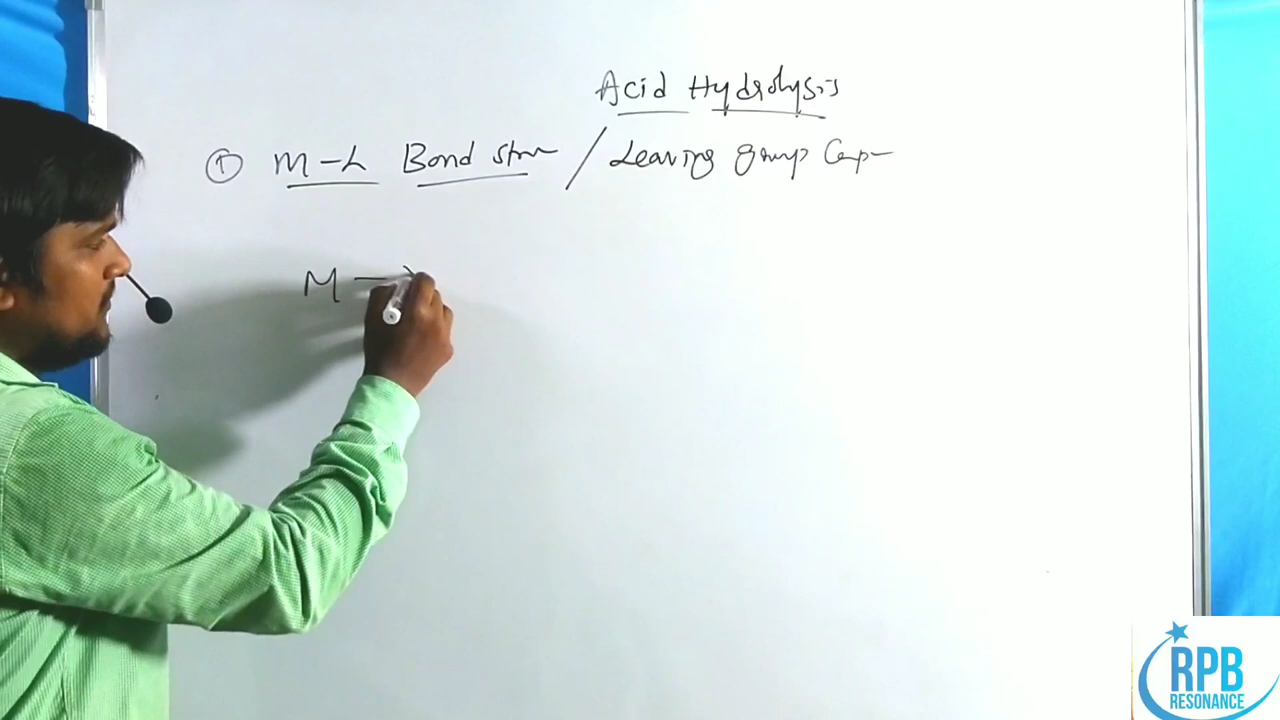 Acid Hydrolysis
① M-L Bond stre / Leaving group Cap-
M —
RPB
RESONANCE